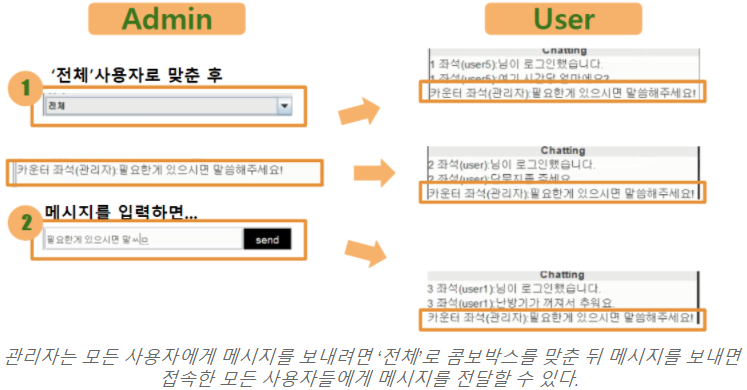 Admin
User
1
‘전체’사용자로 맞춘 후
전체
카운터 좌석(관리자):필요한게 있으시면 말씀해주세요!
2
메시지를 입력하면...
필요한게 있으시면 말ㅆ|므
send
Chatting
1 좌석(user5):님이 로그인했습니다.
1 좌석(user5):여기 시간당 얼마에요?
카운터 좌석(관리자):필요한게 있으시면 말씀해주세요!
Chatting
2 좌석(user):님이 로그인했습니다.
2 좌석(user):단무지좀 주세요
카운터 좌석(관리자):필요한게 있으시면 말씀해주세요!
Chatting
3 좌석(user1):님이 로그인했습니다.
3 좌석(user1):난방기가 꺼져서 추워요
카운터 좌석(관리자):필요한게 있으시면 말씀해주세요!
관리자는 모든 사용자에게 메시지를 보내려면 ‘전체’로 콤보박스를 맞춘 뒤 메시지를 보내면
접속한 모든 사용자들에게 메시지를 전달할 수 있다.